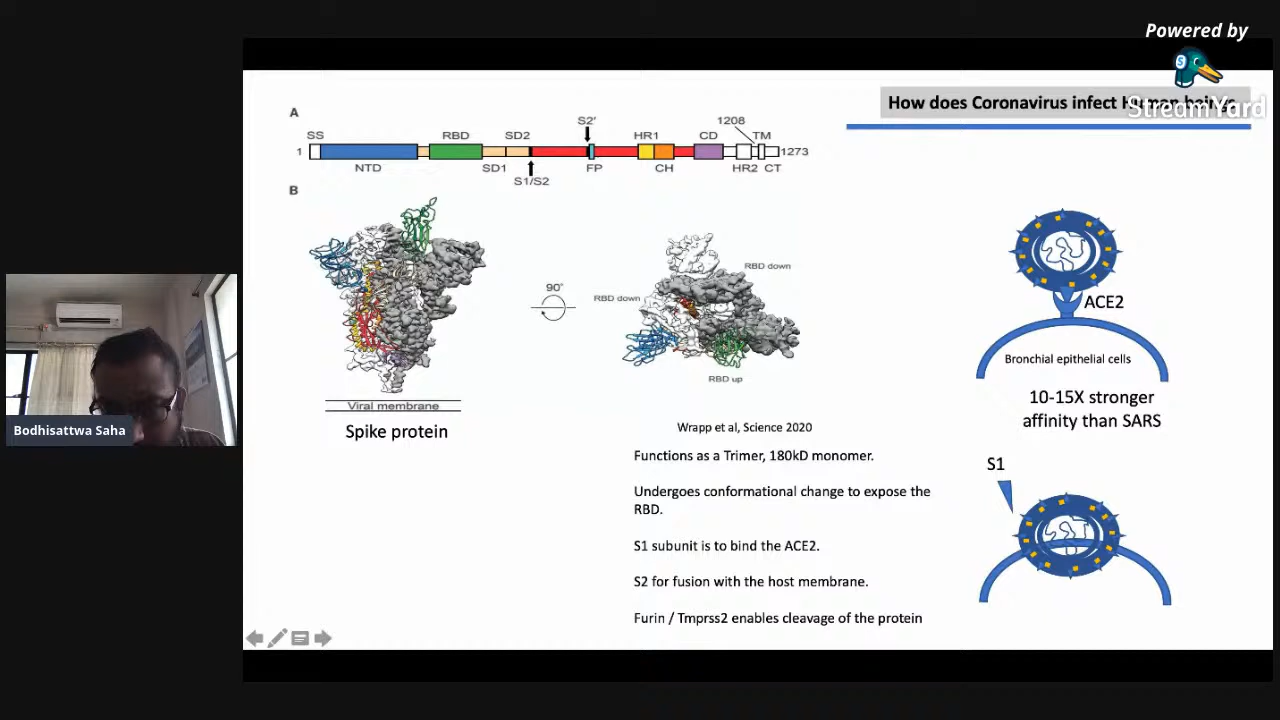 Powered by
StreamYard
How does Coronavirus infect Human beings
A
S2'
1208
SS
RBD
SD2
HR1
CD
TM
1
1273
NTD
SD1
FP
CH
HR2
CT
S1/S2
B
RBD down
90°
RBD down
RBD up
Viral membrane
Spike protein
Wrapp et al, Science 2020
Functions as a Trimer, 180kD monomer.
Undergoes conformational change to expose the
RBD.
S1 subunit is to bind the ACE2.
S2 for fusion with the host membrane.
Furin / Tmprss2 enables cleavage of the protein
ACE2
Bronchial epithelial cells
10-15X stronger
affinity than SARS
S1
Bodhisattwa Saha